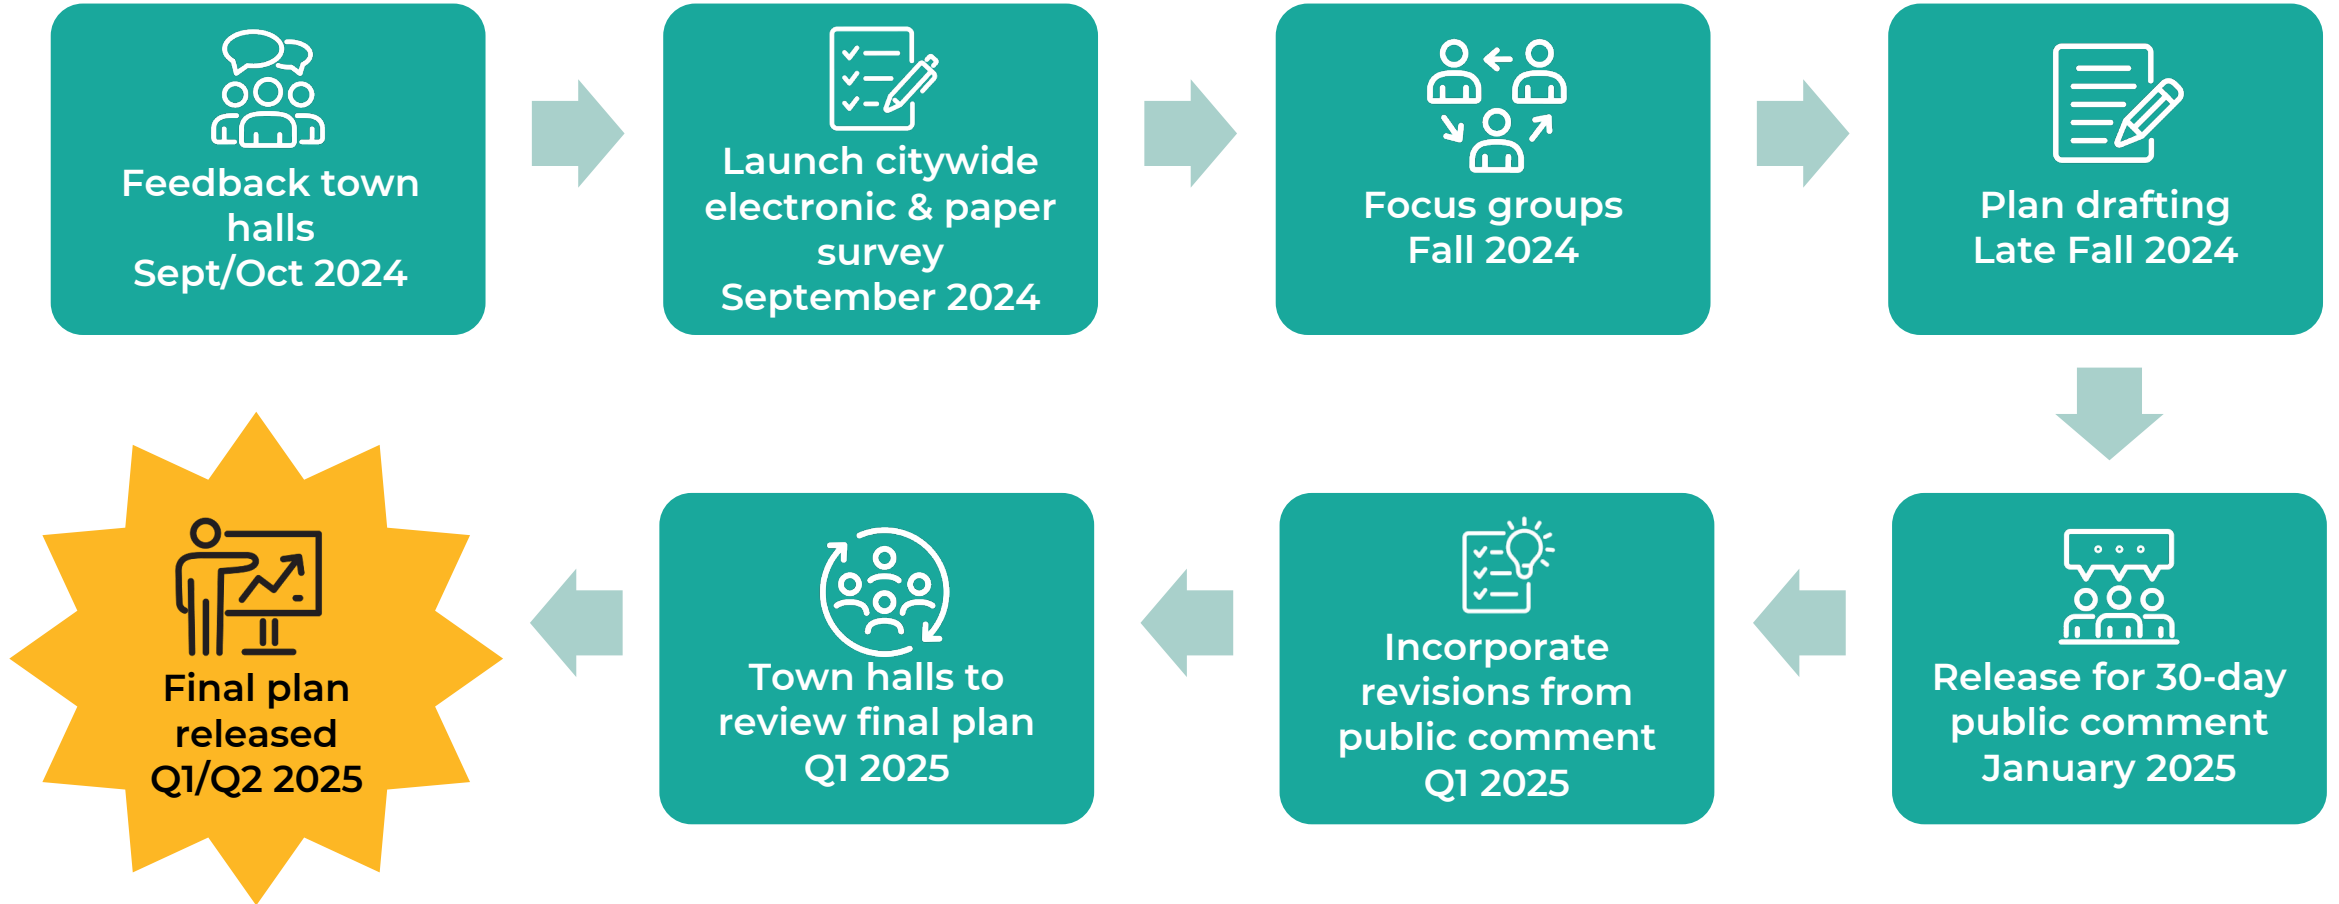 Feedback town
halls
Sept/Oct 2024
Launch citywide
electronic & paper
survey
September 2024
Focus groups
Fall 2024
Plan drafting
Late Fall 2024
Release for 30-day
public comment
January 2025
Incorporate
revisions from
public comment
Q1 2025
Town halls to
review final plan
Q1 2025
Final plan
released
Q1/Q2 2025